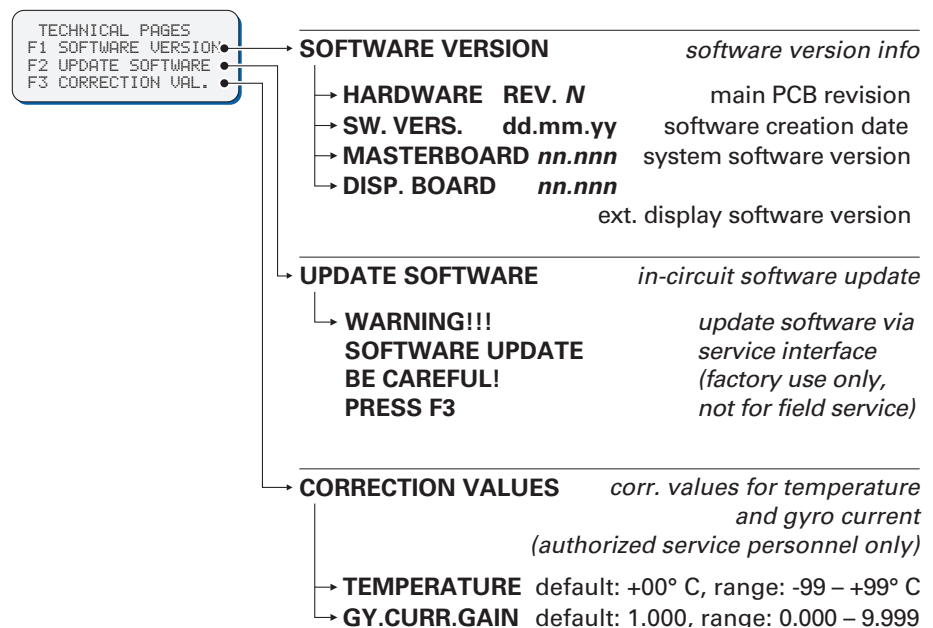 TECHNICAL PAGES
F1 SOFTWARE VERSION
F2 UPDATE SOFTWARE
F3 CORRECTION VAL.
SOFTWARE VERSION software version info
HARDWARE REV. N main PCB revision
SW. VERS. dd.mm.yy software creation date
MASTERBOARD nn.nnn system software version
DISP. BOARD nn.nnn
ext. display software version
UPDATE SOFTWARE in-circuit software update
WARNING!!! update software via
SOFTWARE UPDATE service interface
BE CAREFUL! (factory use only,
PRESS F3 not for field service)
CORRECTION VALUES corr. values for temperature
and gyro current
(authorized service personnel only)
TEMPERATURE default: +00° C, range: -99 – +99° C
GY.CURR.GAIN default: 1.000, range: 0.000 – 9.999